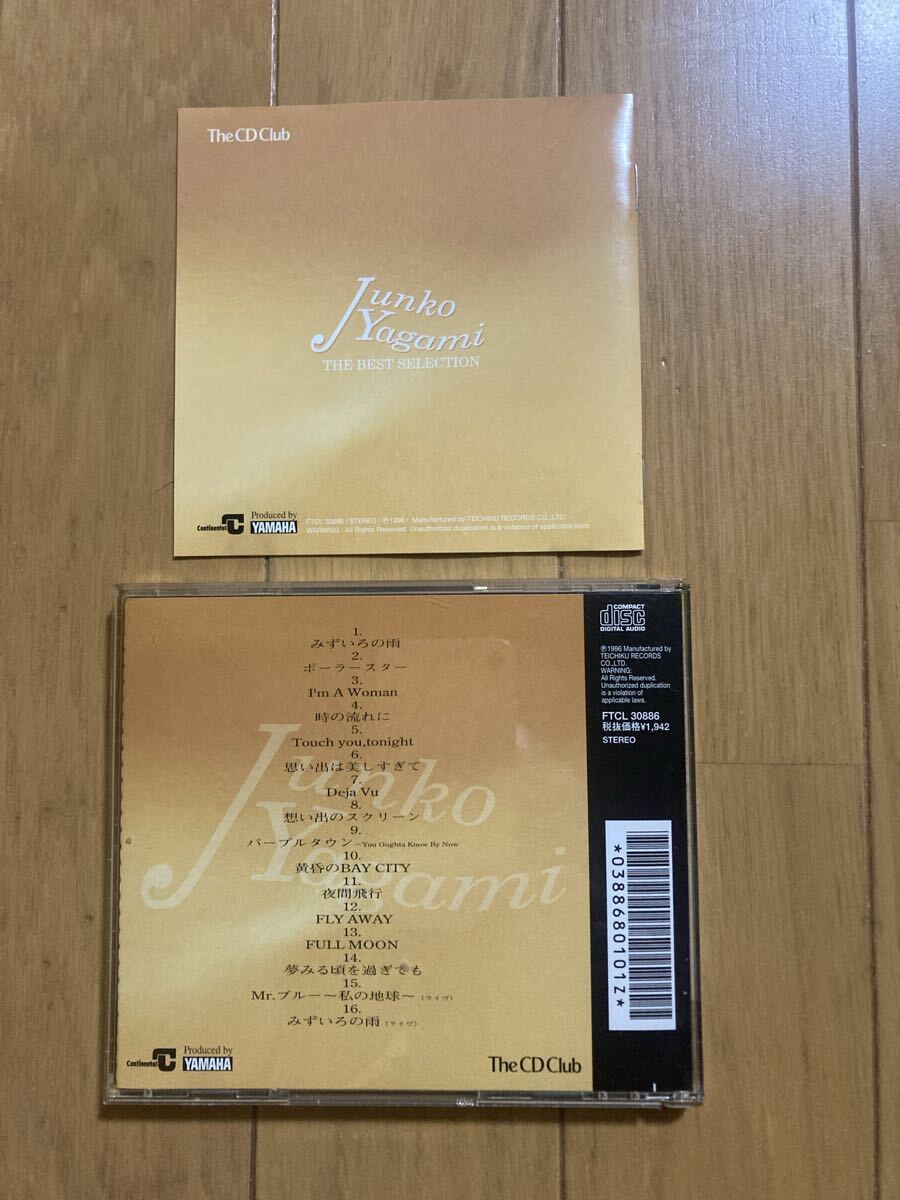 The CD Club
Junko
Yagami
THE BEST SELECTION
Continental
Produced by
YAMAHA
FTCL 30886 / STEREO / Ⓟ1996 / Manufactured by TEICHIKU RECORDS CO.,LTD.
WARNING : All Rights Reserved. Unauthorized duplication is a violation of applicable laws.
1.
みずいろの雨
2.
ポーラースター
3.
I'm A Woman
4.
時の流れに
5.
Touch you,tonight
6.
思い出は美しすぎて
7.
Deja Vu
8.
想い出のスクリーン
9.
パープルタウン－You Oughta Know By Now
10.
黄昏のBAY CITY
11.
夜間飛行
12.
FLY AWAY
13.
FULL MOON
14.
夢みる頃を過ぎても
15.
Mr.ブルー～私の地球～（ライヴ）
16.
みずいろの雨（ライヴ）
Junko
Yagami
Continental
Produced by
YAMAHA
The CD Club
COMPACT
disc
DIGITAL AUDIO
Ⓟ1996 Manufactured by
TEICHIKU RECORDS
CO.,LTD.
WARNING:
All Rights Reserved.
Unauthorized duplication
is a violation of
applicable laws.
FTCL 30886
税抜価格¥1,942
STEREO
*0388680101Z*